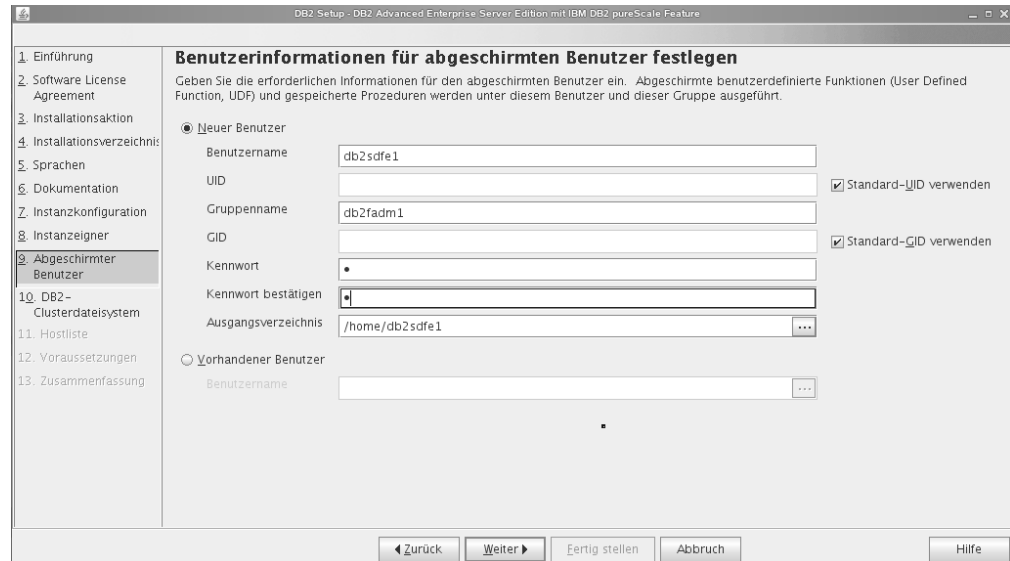 DB2 Setup - DB2 Advanced Enterprise Server Edition mit IBM DB2 pureScale Feature
1. Einführung
2. Software License
Agreement
3. Installationsaktion
4. Installationsverzeichnis
5. Sprachen
6. Dokumentation
7. Instanzkonfiguration
8. Instanzeigner
9. Abgeschirmter
Benutzer
10. DB2-
Clusterdateisystem
11. Hostliste
12. Voraussetzungen
13. Zusammenfassung
Benutzerinformationen für abgeschirmten Benutzer festlegen
Geben Sie die erforderlichen Informationen für den abgeschirmten Benutzer ein. Abgeschirmte benutzerdefinierte Funktionen (User Defined
Function, UDF) und gespeicherte Prozeduren werden unter diesem Benutzer und dieser Gruppe ausgeführt.
Neuer Benutzer
Benutzername db2sdfe1
UID Standard-UID verwenden
Gruppenname db2fadm1
GID Standard-GID verwenden
Kennwort •
Kennwort bestätigen •
Ausgangsverzeichnis /home/db2sdfe1 ...
Vorhandener Benutzer
Benutzername ...
Zurück Weiter Fertig stellen Abbruch Hilfe